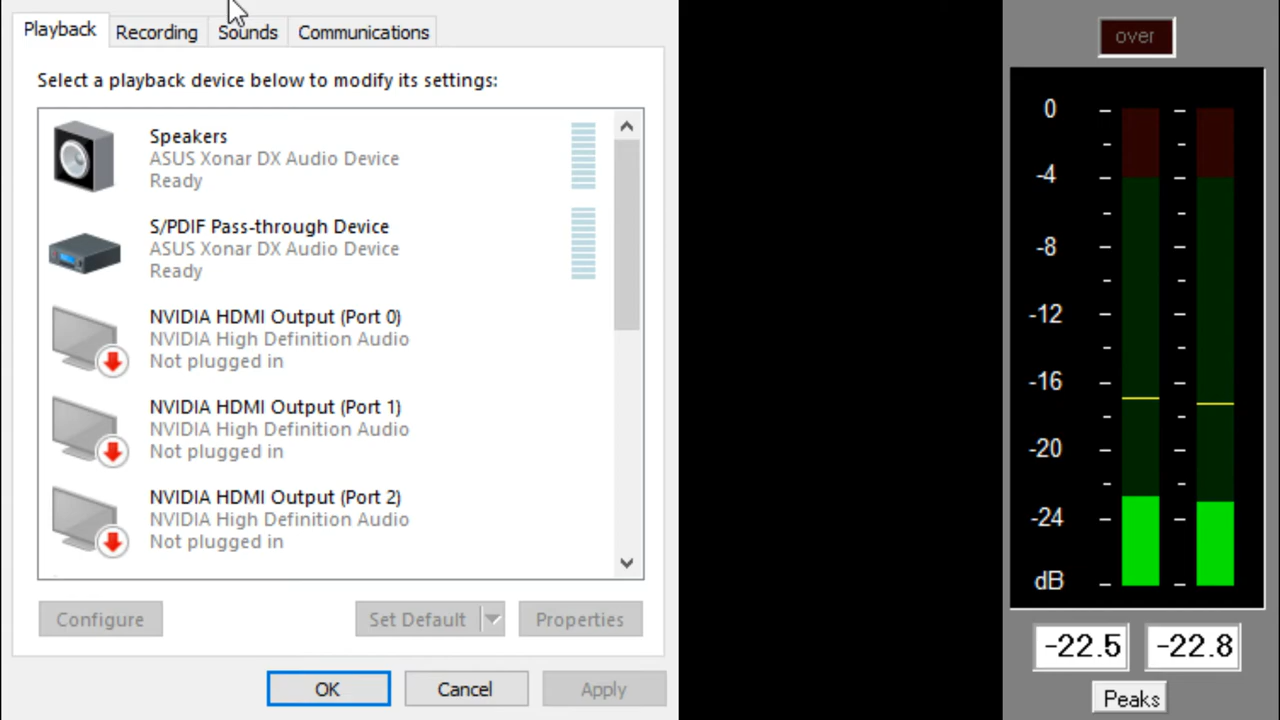 Playback
Recording
Sounds
Communications
Select a playback device below to modify its settings:
Speakers
ASUS Xonar DX Audio Device
Ready
S/PDIF Pass-through Device
ASUS Xonar DX Audio Device
Ready
NVIDIA HDMI Output (Port 0)
NVIDIA High Definition Audio
Not plugged in
NVIDIA HDMI Output (Port 1)
NVIDIA High Definition Audio
Not plugged in
NVIDIA HDMI Output (Port 2)
NVIDIA High Definition Audio
Not plugged in
Configure
Set Default
Properties
OK
Cancel
Apply
over
0
-4
-8
-12
-16
-20
-24
dB
-22.5
-22.8
Peaks